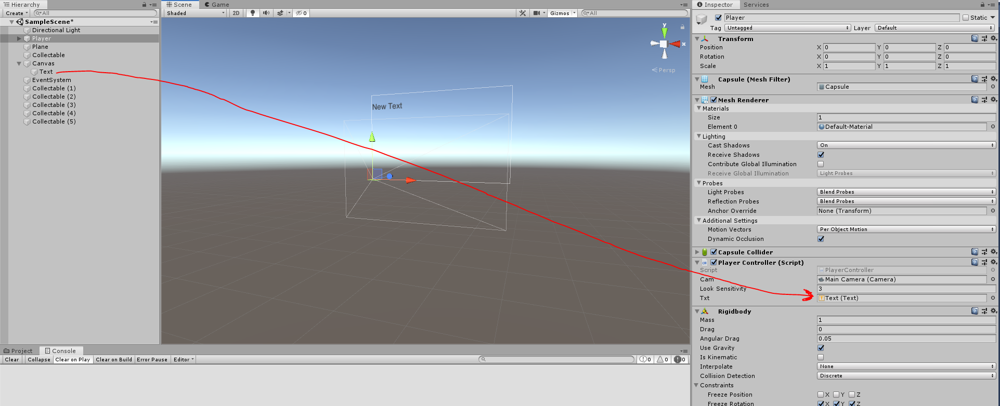 Hierarchy
Create
All
SampleScene*
Directional Light
Player
Plane
Collectable
Canvas
Text
EventSystem
Collectable (1)
Collectable (2)
Collectable (3)
Collectable (4)
Collectable (5)
Scene Game
Shaded 2D 0 Gizmos All
y
x
Persp
New Text
Project Console
Clear Collapse Clear on Play Clear on Build Error Pause Editor 0 0 0
Inspector Services
Player Static
Tag Untagged Layer Default
Transform
Position X 0 Y 0 Z 0
Rotation X 0 Y 0 Z 0
Scale X 1 Y 1 Z 1
Capsule (Mesh Filter)
Mesh Capsule
Mesh Renderer
Materials
Size 1
Element 0 Default-Material
Lighting
Cast Shadows On
Receive Shadows
Contribute Global Illumination
Receive Global Illumination Light Probes
Probes
Light Probes Blend Probes
Reflection Probes Blend Probes
Anchor Override None (Transform)
Additional Settings
Motion Vectors Per Object Motion
Dynamic Occlusion
Capsule Collider
Player Controller (Script)
Script PlayerController
Cam Main Camera (Camera)
Look Sensitivity 3
Txt Text (Text)
Rigidbody
Mass 1
Drag 0
Angular Drag 0.05
Use Gravity
Is Kinematic
Interpolate None
Collision Detection Discrete
Constraints
Freeze Position X Y Z
Freeze Rotation X Y Z